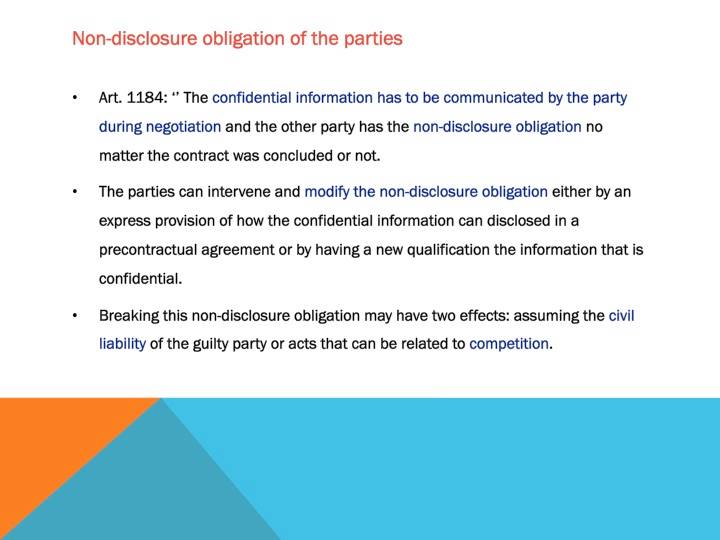 Non-disclosure obligation of the parties
• Art. 1184: ‘’ The confidential information has to be communicated by the party
during negotiation and the other party has the non-disclosure obligation no
matter the contract was concluded or not.
• The parties can intervene and modify the non-disclosure obligation either by an
express provision of how the confidential information can disclosed in a
precontractual agreement or by having a new qualification the information that is
confidential.
• Breaking this non-disclosure obligation may have two effects: assuming the civil
liability of the guilty party or acts that can be related to competition.